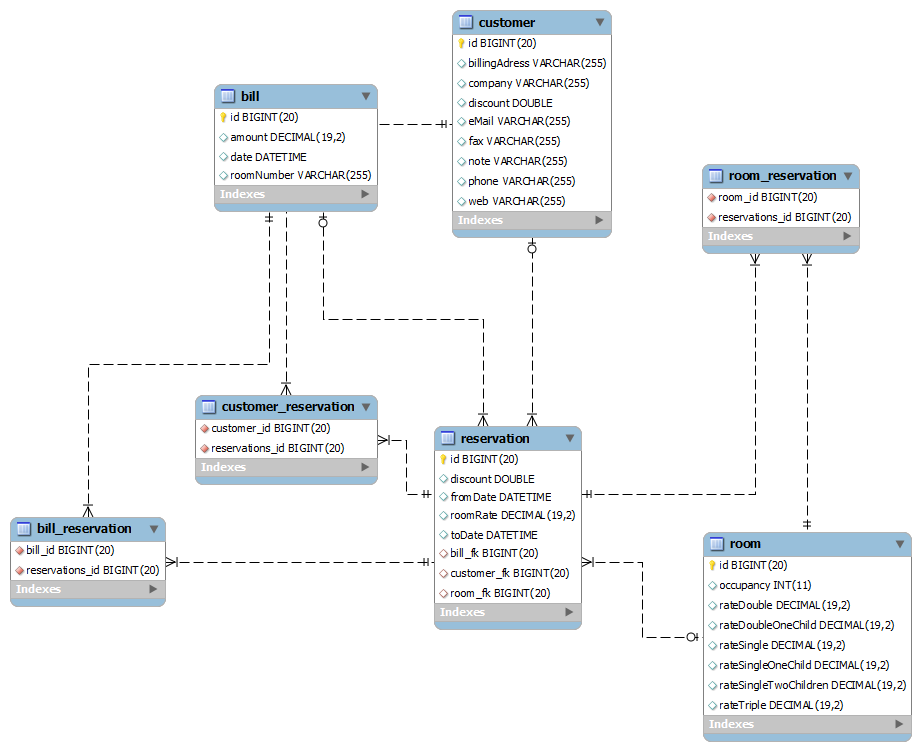 customer
id BIGINT(20)
billingAdress VARCHAR(255)
company VARCHAR(255)
discount DOUBLE
eMail VARCHAR(255)
fax VARCHAR(255)
note VARCHAR(255)
phone VARCHAR(255)
web VARCHAR(255)
Indexes
bill
id BIGINT(20)
amount DECIMAL(19,2)
date DATETIME
roomNumber VARCHAR(255)
Indexes
room_reservation
room_id BIGINT(20)
reservations_id BIGINT(20)
Indexes
customer_reservation
customer_id BIGINT(20)
reservations_id BIGINT(20)
Indexes
reservation
id BIGINT(20)
discount DOUBLE
fromDate DATETIME
roomRate DECIMAL(19,2)
toDate DATETIME
bill_fk BIGINT(20)
customer_fk BIGINT(20)
room_fk BIGINT(20)
Indexes
bill_reservation
bill_id BIGINT(20)
reservations_id BIGINT(20)
Indexes
room
id BIGINT(20)
occupancy INT(11)
rateDouble DECIMAL(19,2)
rateDoubleOneChild DECIMAL(19,2)
rateSingle DECIMAL(19,2)
rateSingleOneChild DECIMAL(19,2)
rateSingleTwoChildren DECIMAL(19,2)
rateTriple DECIMAL(19,2)
Indexes